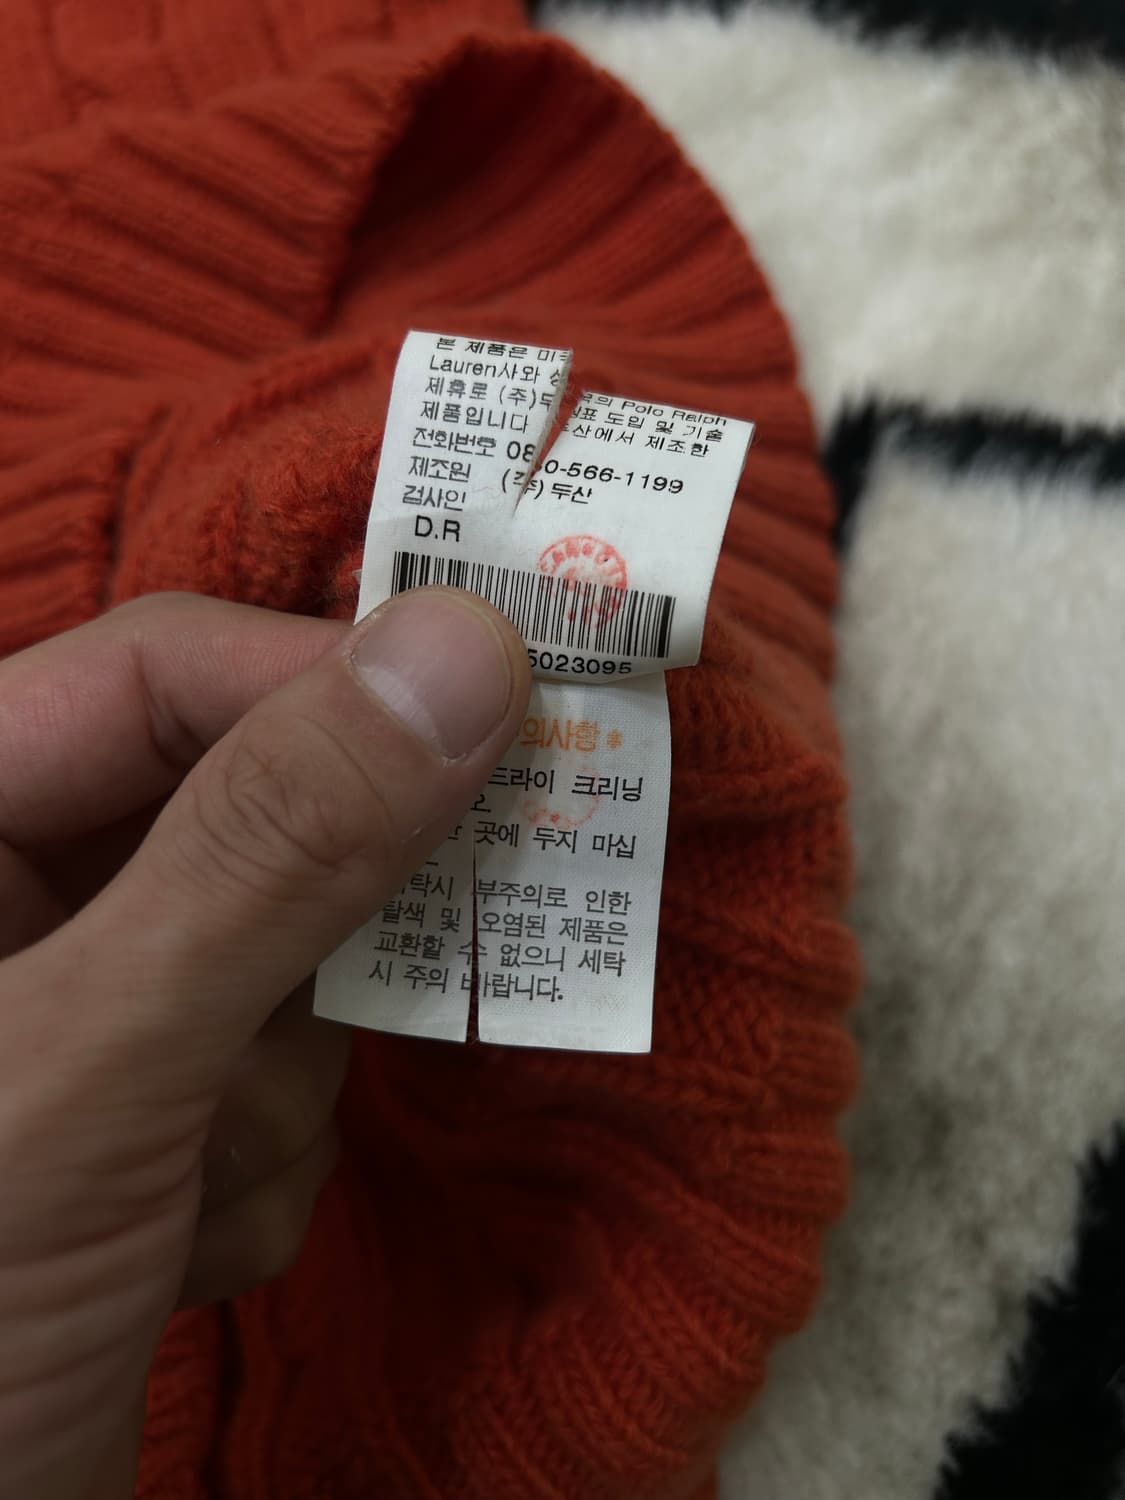 본 제품은 미국의 Polo Ralph
Lauren사와 상표 도입 및 기술
제휴로 (주)두산에서 제조한
제품입니다
전화번호 080-566-1199
제조원 (주)두산
검사인
D.R
5023095
의사항 *
드라이 크리닝
오
곳에 두지 마십
세탁시 부주의로 인한
탈색 및 오염된 제품은
교환할 수 없으니 세탁
시 주의 바랍니다.